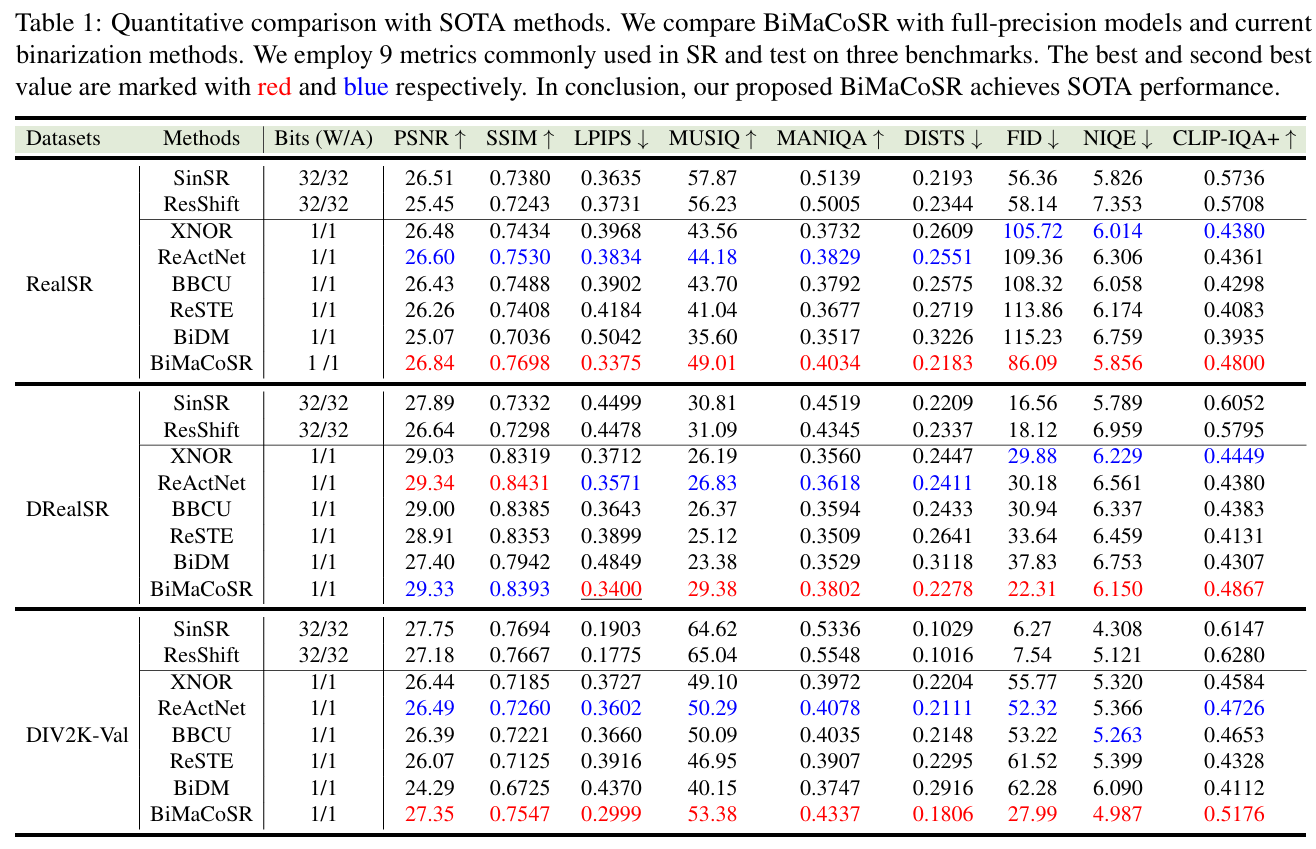 Table 1: Quantitative comparison with SOTA methods. We compare BiMaCoSR with full-precision models and current
binarization methods. We employ 9 metrics commonly used in SR and test on three benchmarks. The best and second best
value are marked with red and blue respectively. In conclusion, our proposed BiMaCoSR achieves SOTA performance.
Datasets Methods Bits (W/A) PSNR ↑ SSIM ↑ LPIPS ↓ MUSIQ ↑ MANIQA ↑ DISTS ↓ FID ↓ NIQE ↓ CLIP-IQA+ ↑
SinSR 32/32 26.51 0.7380 0.3635 57.87 0.5139 0.2193 56.36 5.826 0.5736
ResShift 32/32 25.45 0.7243 0.3731 56.23 0.5005 0.2344 58.14 7.353 0.5708
XNOR 1/1 26.48 0.7434 0.3968 43.56 0.3732 0.2609 105.72 6.014 0.4380
ReActNet 1/1 26.60 0.7530 0.3834 44.18 0.3829 0.2551 109.36 6.306 0.4361
RealSR BBCU 1/1 26.43 0.7488 0.3902 43.70 0.3792 0.2575 108.32 6.058 0.4298
ReSTE 1/1 26.26 0.7408 0.4184 41.04 0.3677 0.2719 113.86 6.174 0.4083
BiDM 1/1 25.07 0.7036 0.5042 35.60 0.3517 0.3226 115.23 6.759 0.3935
BiMaCoSR 1 /1 26.84 0.7698 0.3375 49.01 0.4034 0.2183 86.09 5.856 0.4800
SinSR 32/32 27.89 0.7332 0.4499 30.81 0.4519 0.2209 16.56 5.789 0.6052
ResShift 32/32 26.64 0.7298 0.4478 31.09 0.4345 0.2337 18.12 6.959 0.5795
XNOR 1/1 29.03 0.8319 0.3712 26.19 0.3560 0.2447 29.88 6.229 0.4449
ReActNet 1/1 29.34 0.8431 0.3571 26.83 0.3618 0.2411 30.18 6.561 0.4380
DRealSR BBCU 1/1 29.00 0.8385 0.3643 26.37 0.3594 0.2433 30.94 6.337 0.4383
ReSTE 1/1 28.91 0.8353 0.3899 25.12 0.3509 0.2641 33.64 6.459 0.4131
BiDM 1/1 27.40 0.7942 0.4849 23.38 0.3529 0.3118 37.83 6.753 0.4307
BiMaCoSR 1/1 29.33 0.8393 0.3400 29.38 0.3802 0.2278 22.31 6.150 0.4867
SinSR 32/32 27.75 0.7694 0.1903 64.62 0.5336 0.1029 6.27 4.308 0.6147
ResShift 32/32 27.18 0.7667 0.1775 65.04 0.5548 0.1016 7.54 5.121 0.6280
XNOR 1/1 26.44 0.7185 0.3727 49.10 0.3972 0.2204 55.77 5.320 0.4584
ReActNet 1/1 26.49 0.7260 0.3602 50.29 0.4078 0.2111 52.32 5.366 0.4726
DIV2K-Val BBCU 1/1 26.39 0.7221 0.3660 50.09 0.4035 0.2148 53.22 5.263 0.4653
ReSTE 1/1 26.07 0.7125 0.3916 46.95 0.3907 0.2295 61.52 5.399 0.4328
BiDM 1/1 24.29 0.6725 0.4370 40.15 0.3747 0.2916 62.28 6.090 0.4112
BiMaCoSR 1/1 27.35 0.7547 0.2999 53.38 0.4337 0.1806 27.99 4.987 0.5176